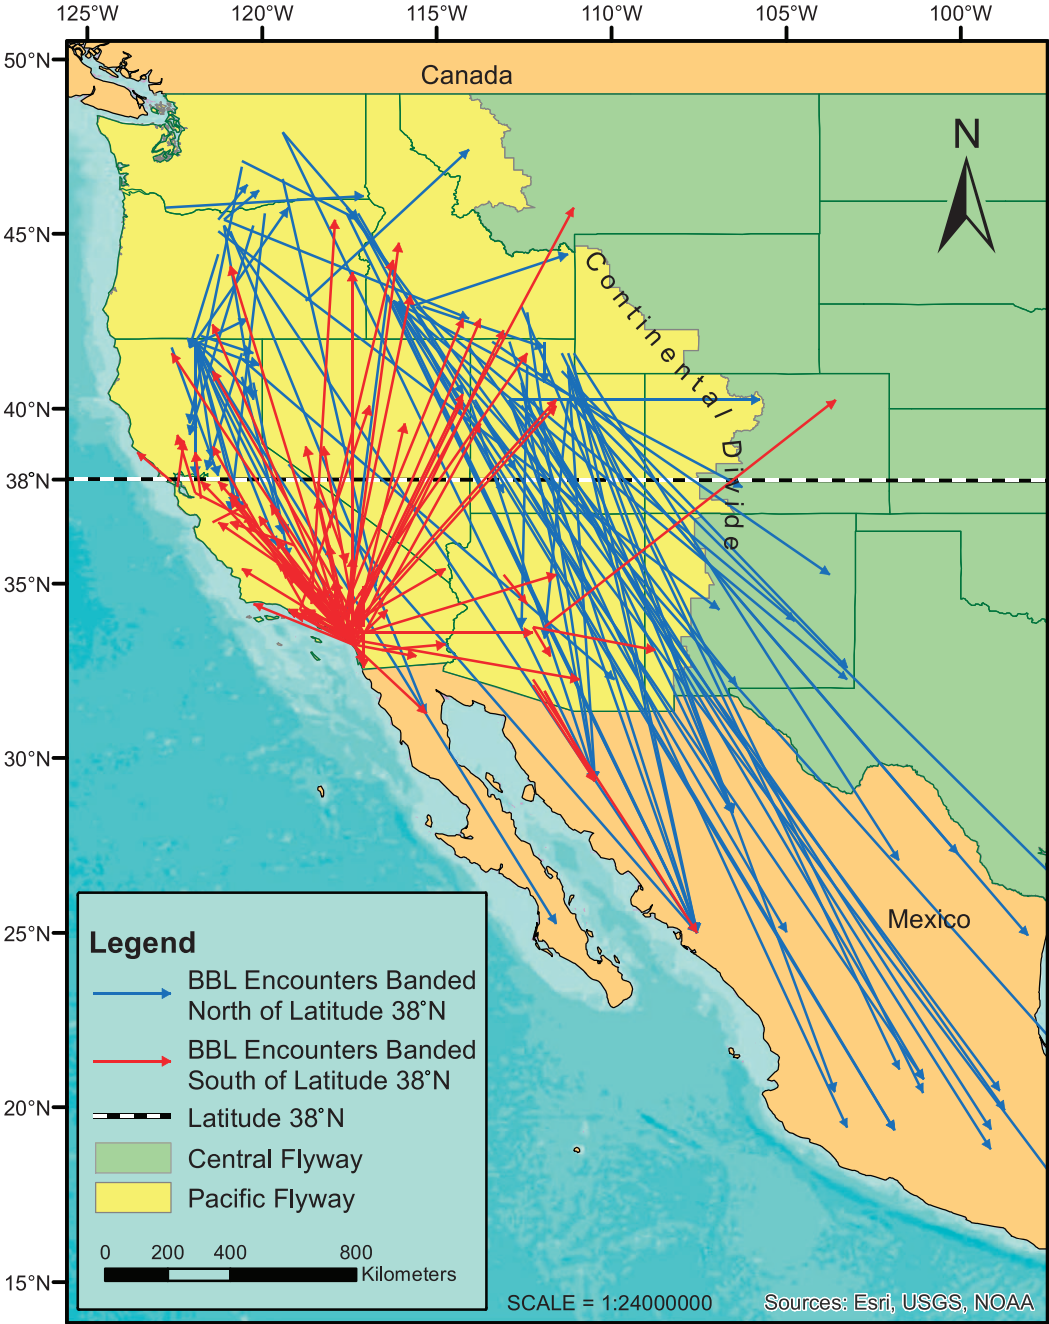 125°W 120°W 115°W 110°W 105°W 100°W
50°N
45°N
40°N
38°N
35°N
30°N
25°N
20°N
15°N
Canada
N
Continental Divide
Mexico
Legend
BBL Encounters Banded
North of Latitude 38°N
BBL Encounters Banded
South of Latitude 38°N
Latitude 38°N
Central Flyway
Pacific Flyway
0 200 400 800
Kilometers
SCALE = 1:24000000
Sources: Esri, USGS, NOAA